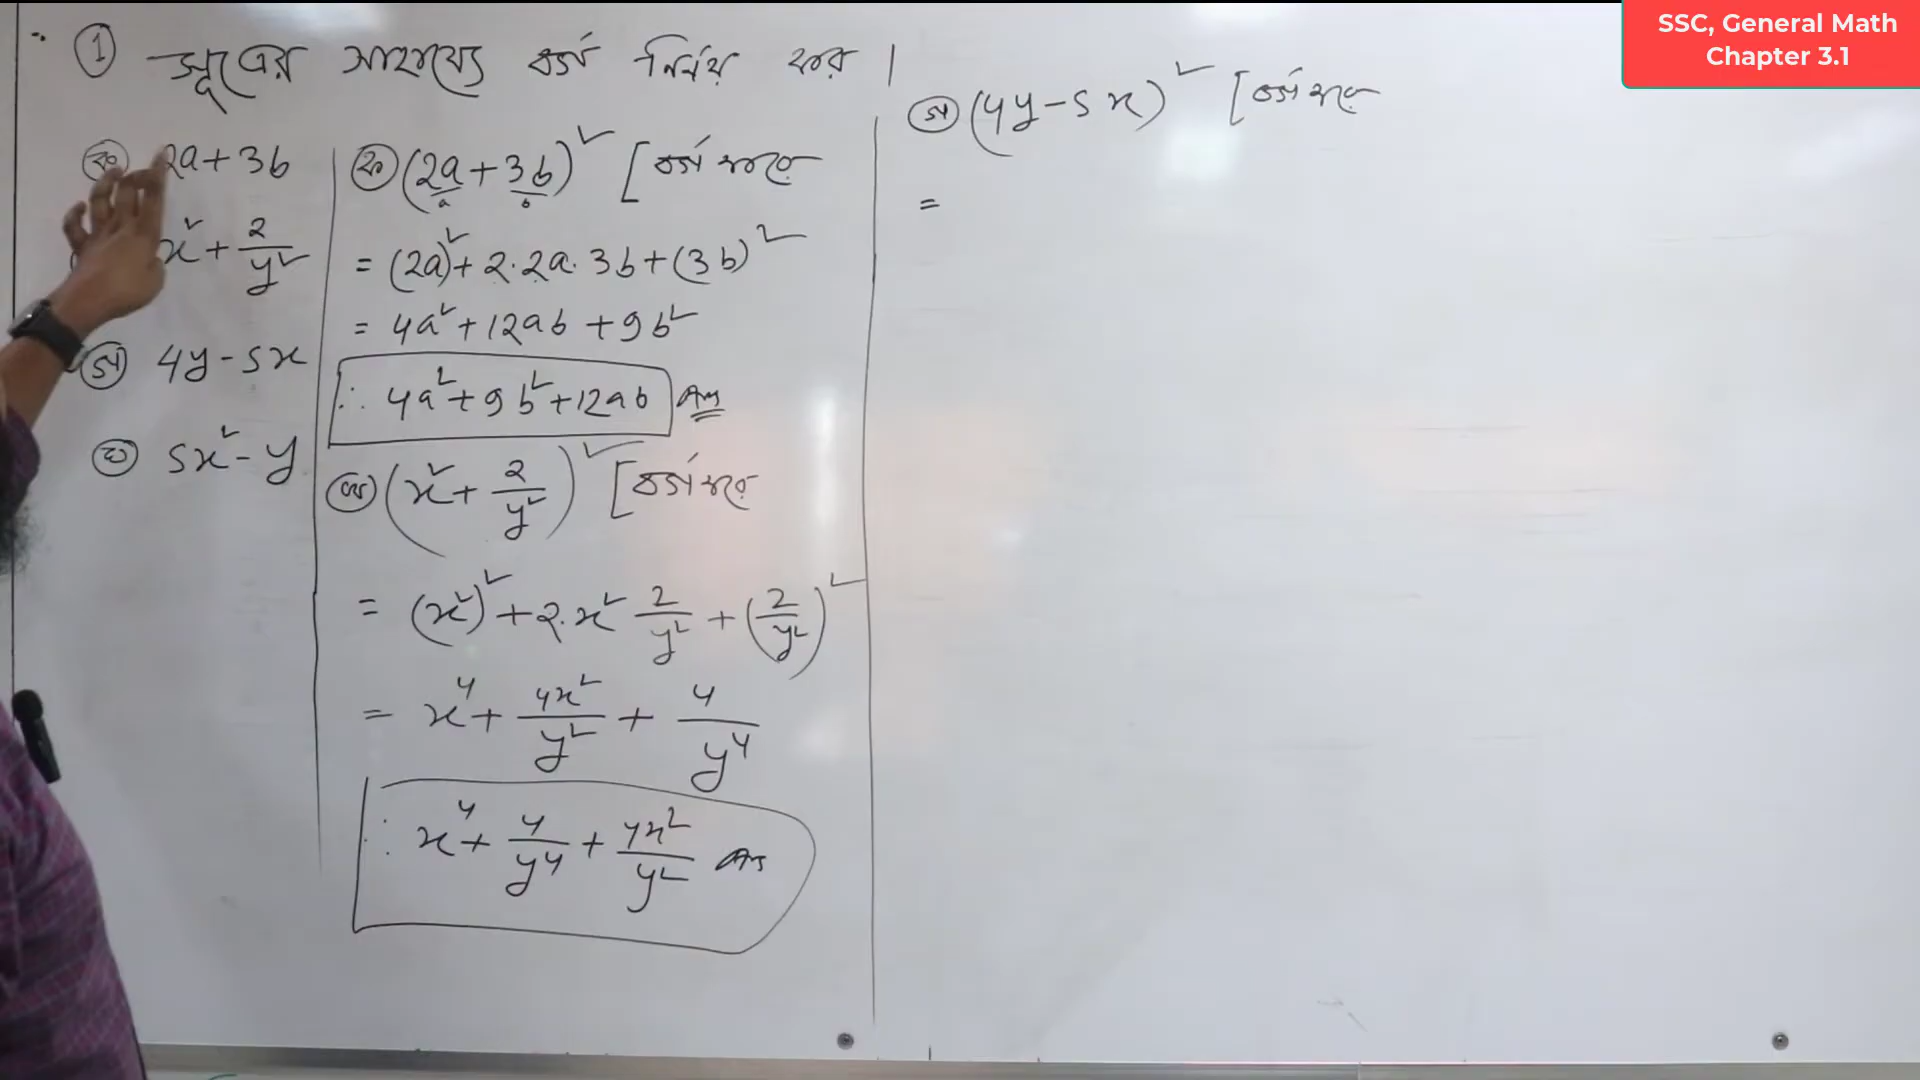 SSC, General Math
Chapter 3.1
① সূত্রের সাহায্যে বর্গ নির্ণয় কর।
ⓚ 2a + 3b
x² + 2/y²
গ 4y - 5x
ঘ 5x² - y
ক (2a + 3b)² [বর্গ করে
a b
= (2a)² + 2·2a·3b + (3b)²
= 4a² + 12ab + 9b²
∴ 4a² + 9b² + 12ab Ans
খ (x² + 2/y²)² [বর্গ করে
= (x²)² + 2·x² 2/y² + (2/y²)²
= x⁴ + 4x²/y² + 4/y⁴
∴ x⁴ + 4/y⁴ + 4x²/y² Ans
গ (4y - 5x)² [বর্গ করে
=